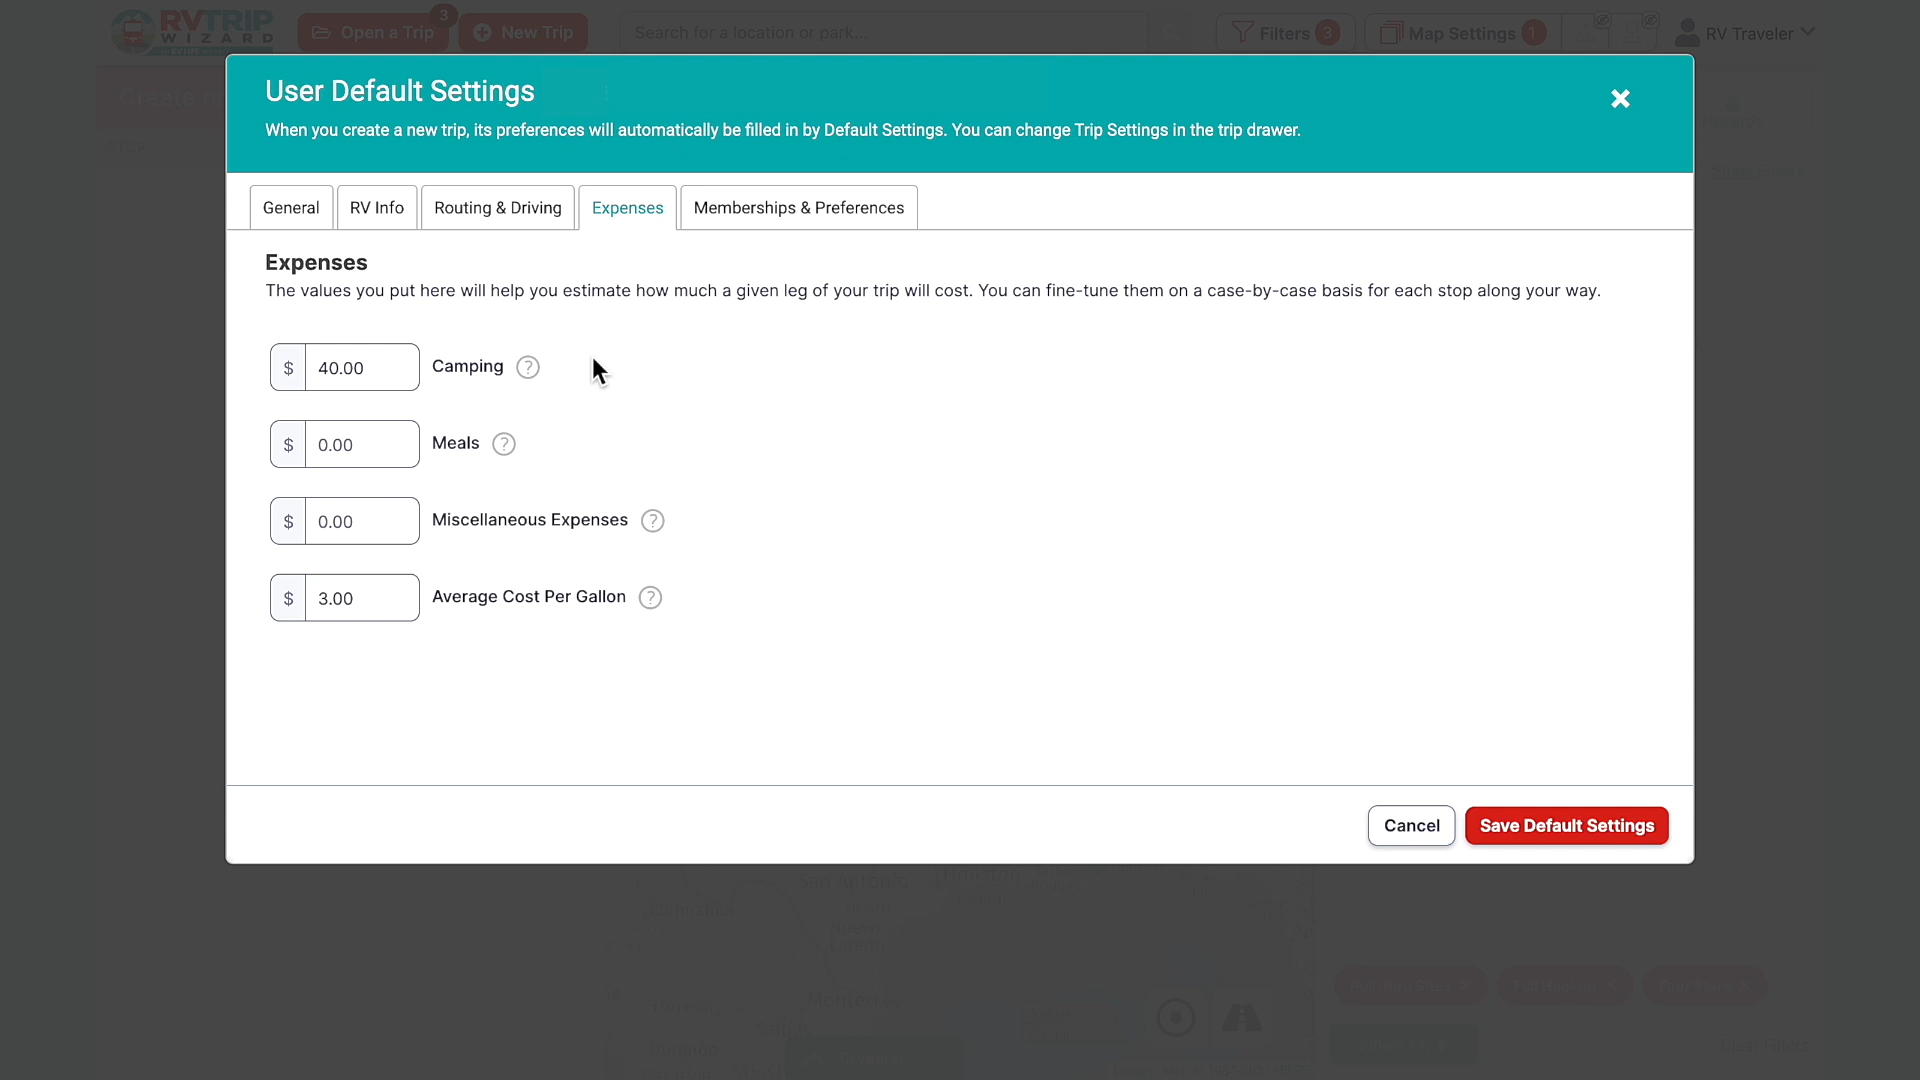 RVTRIP
WIZARD
Open a Trip
3
New Trip
Search for a location or park...
Filters 3
Map Settings 1
RV Traveler
User Default Settings
When you create a new trip, its preferences will automatically be filled in by Default Settings. You can change Trip Settings in the trip drawer.
General
RV Info
Routing & Driving
Expenses
Memberships & Preferences
Expenses
The values you put here will help you estimate how much a given leg of your trip will cost. You can fine-tune them on a case-by-case basis for each stop along your way.
$ 40.00 Camping ?
$ 0.00 Meals ?
$ 0.00 Miscellaneous Expenses ?
$ 3.00 Average Cost Per Gallon ?
Cancel
Save Default Settings
San Antonio
Houston